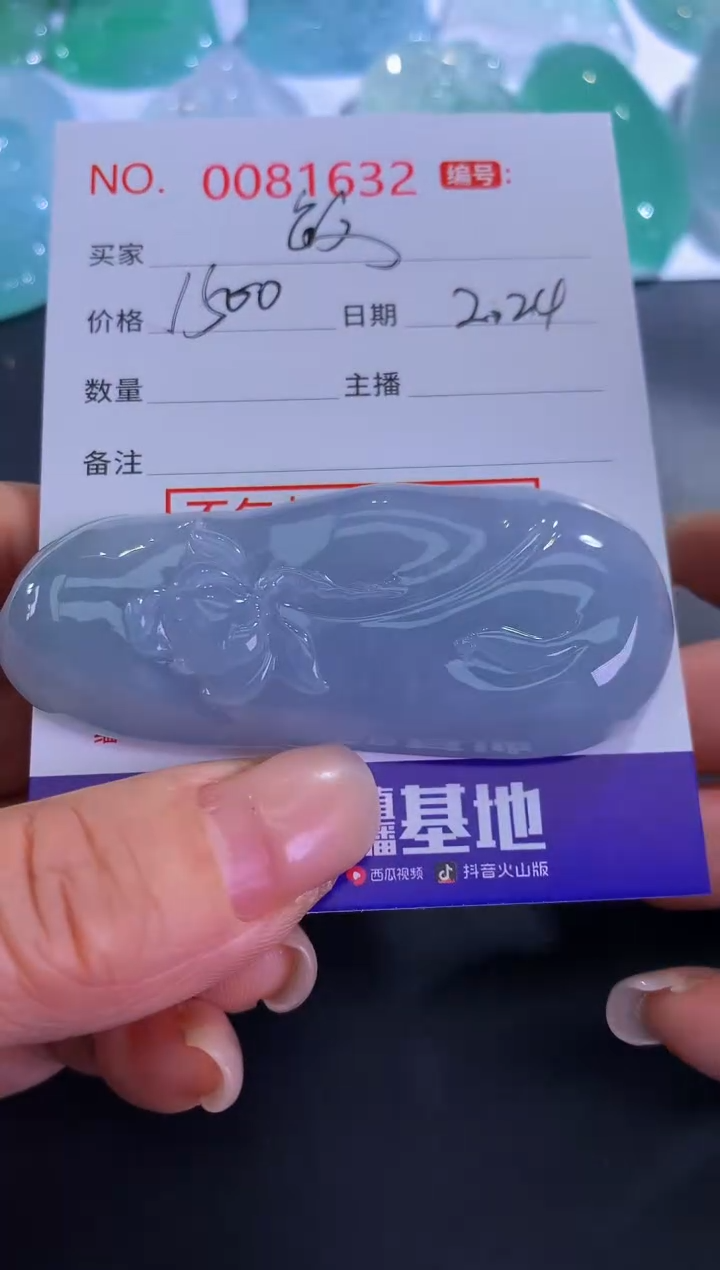 NO. 0081632 编号:
买家
价格 1500 日期 2.24
数量 主播
备注
基地
西瓜视频 抖音火山版